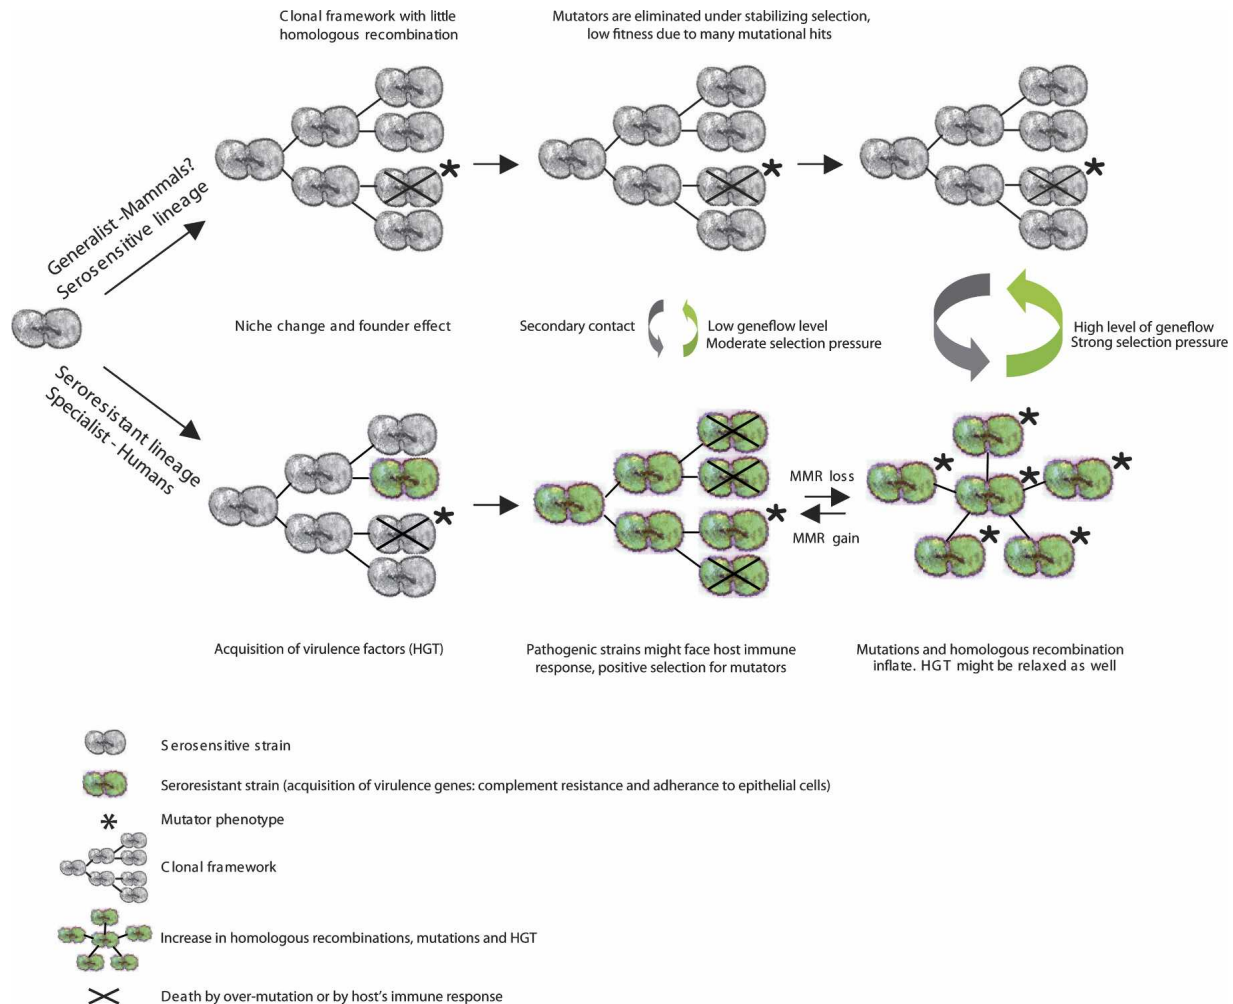 Clonal framework with little
homologous recombination
Mutators are eliminated under stabilizing selection,
low fitness due to many mutational hits
Generalist -Mammals?
Serosensitive lineage
Niche change and founder effect
Secondary contact
Low geneflow level
Moderate selection pressure
High level of geneflow
Strong selection pressure
Seroresistant lineage
Specialist - Humans
MMR loss
MMR gain
Acquisition of virulence factors (HGT)
Pathogenic strains might face host immune
response, positive selection for mutators
Mutations and homologous recombination
inflate. HGT might be relaxed as well
Serosensitive strain
Seroresistant strain (acquisition of virulence genes: complement resistance and adherance to epithelial cells)
Mutator phenotype
Clonal framework
Increase in homologous recombinations, mutations and HGT
Death by over-mutation or by host's immune response